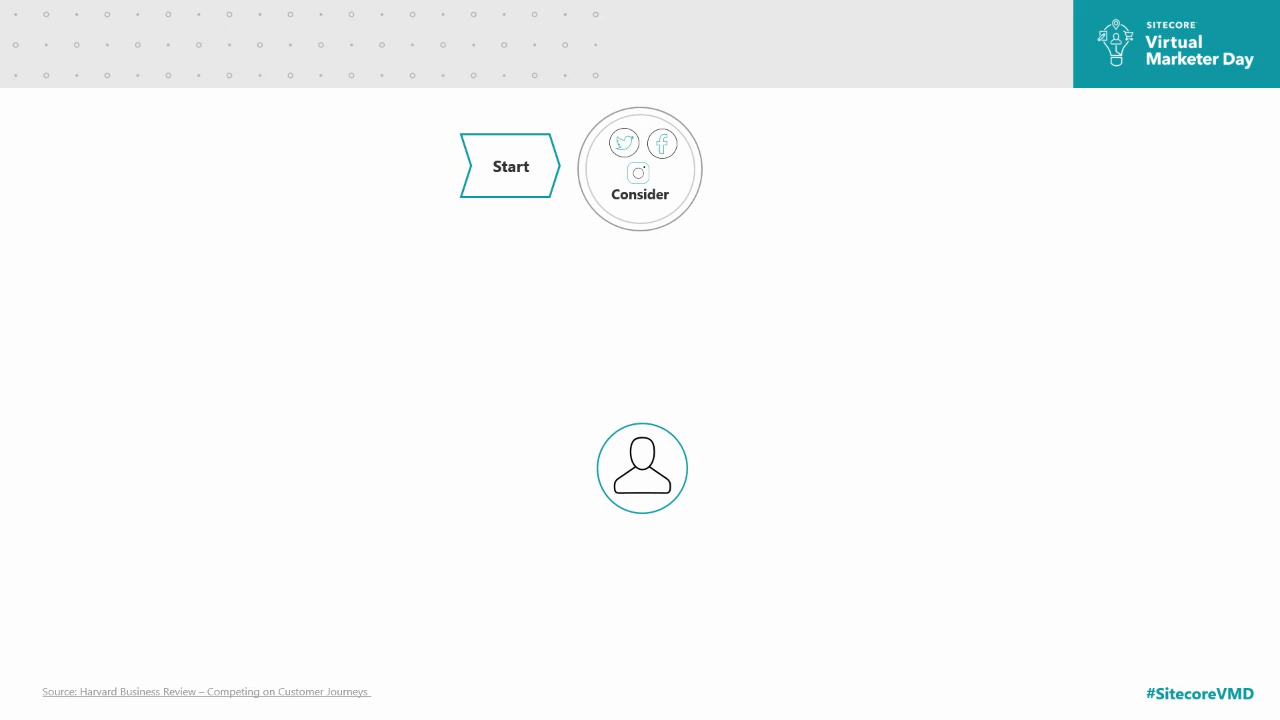 SITECORE
Virtual
Marketer Day
Start
Consider
Source: Harvard Business Review – Competing on Customer Journeys
#SitecoreVMD